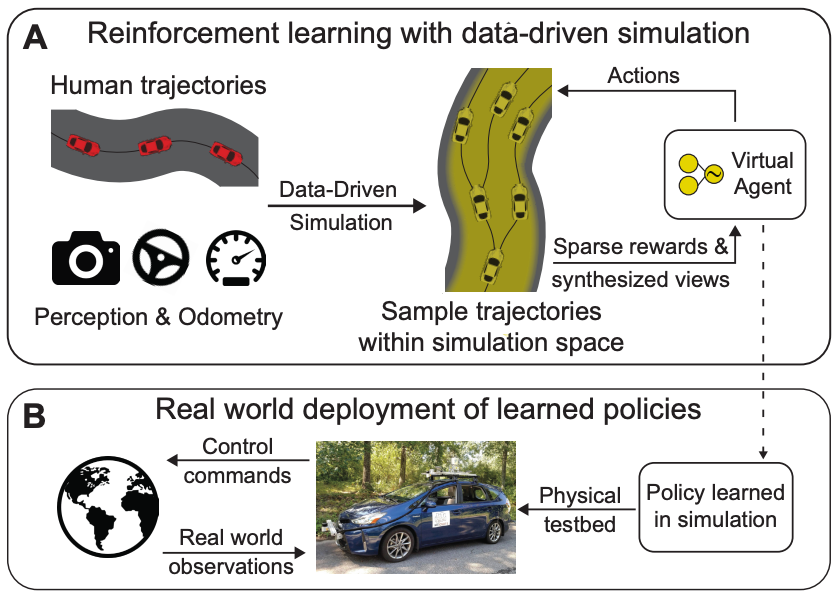 A
Reinforcement learning with data-driven simulation
Human trajectories
Actions
Virtual
Agent
Data-Driven
Simulation
Sparse rewards &
synthesized views
Perception & Odometry
Sample trajectories
within simulation space
B
Real world deployment of learned policies
Control
commands
Real world
observations
Physical
testbed
Policy learned
in simulation